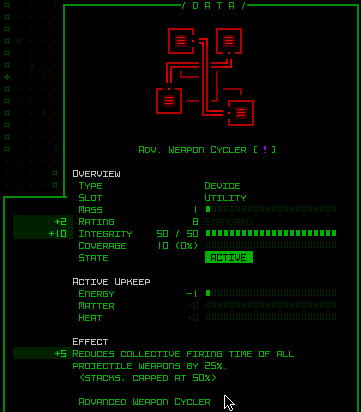 / D A T A /
Adv. Weapon Cycler [!]
Overview
Type Device
Slot Utility
Mass 1
+2 Rating 8 Standard
+10 Integrity 50 / 50
Coverage 10 (0%)
State ACTIVE
Active Upkeep
Energy -1
Matter -0
Heat +0
Effect
+5 Reduces collective firing time of all
projectile weapons by 25%.
<stacks, capped at 50%>
Advanced Weapon Cycler